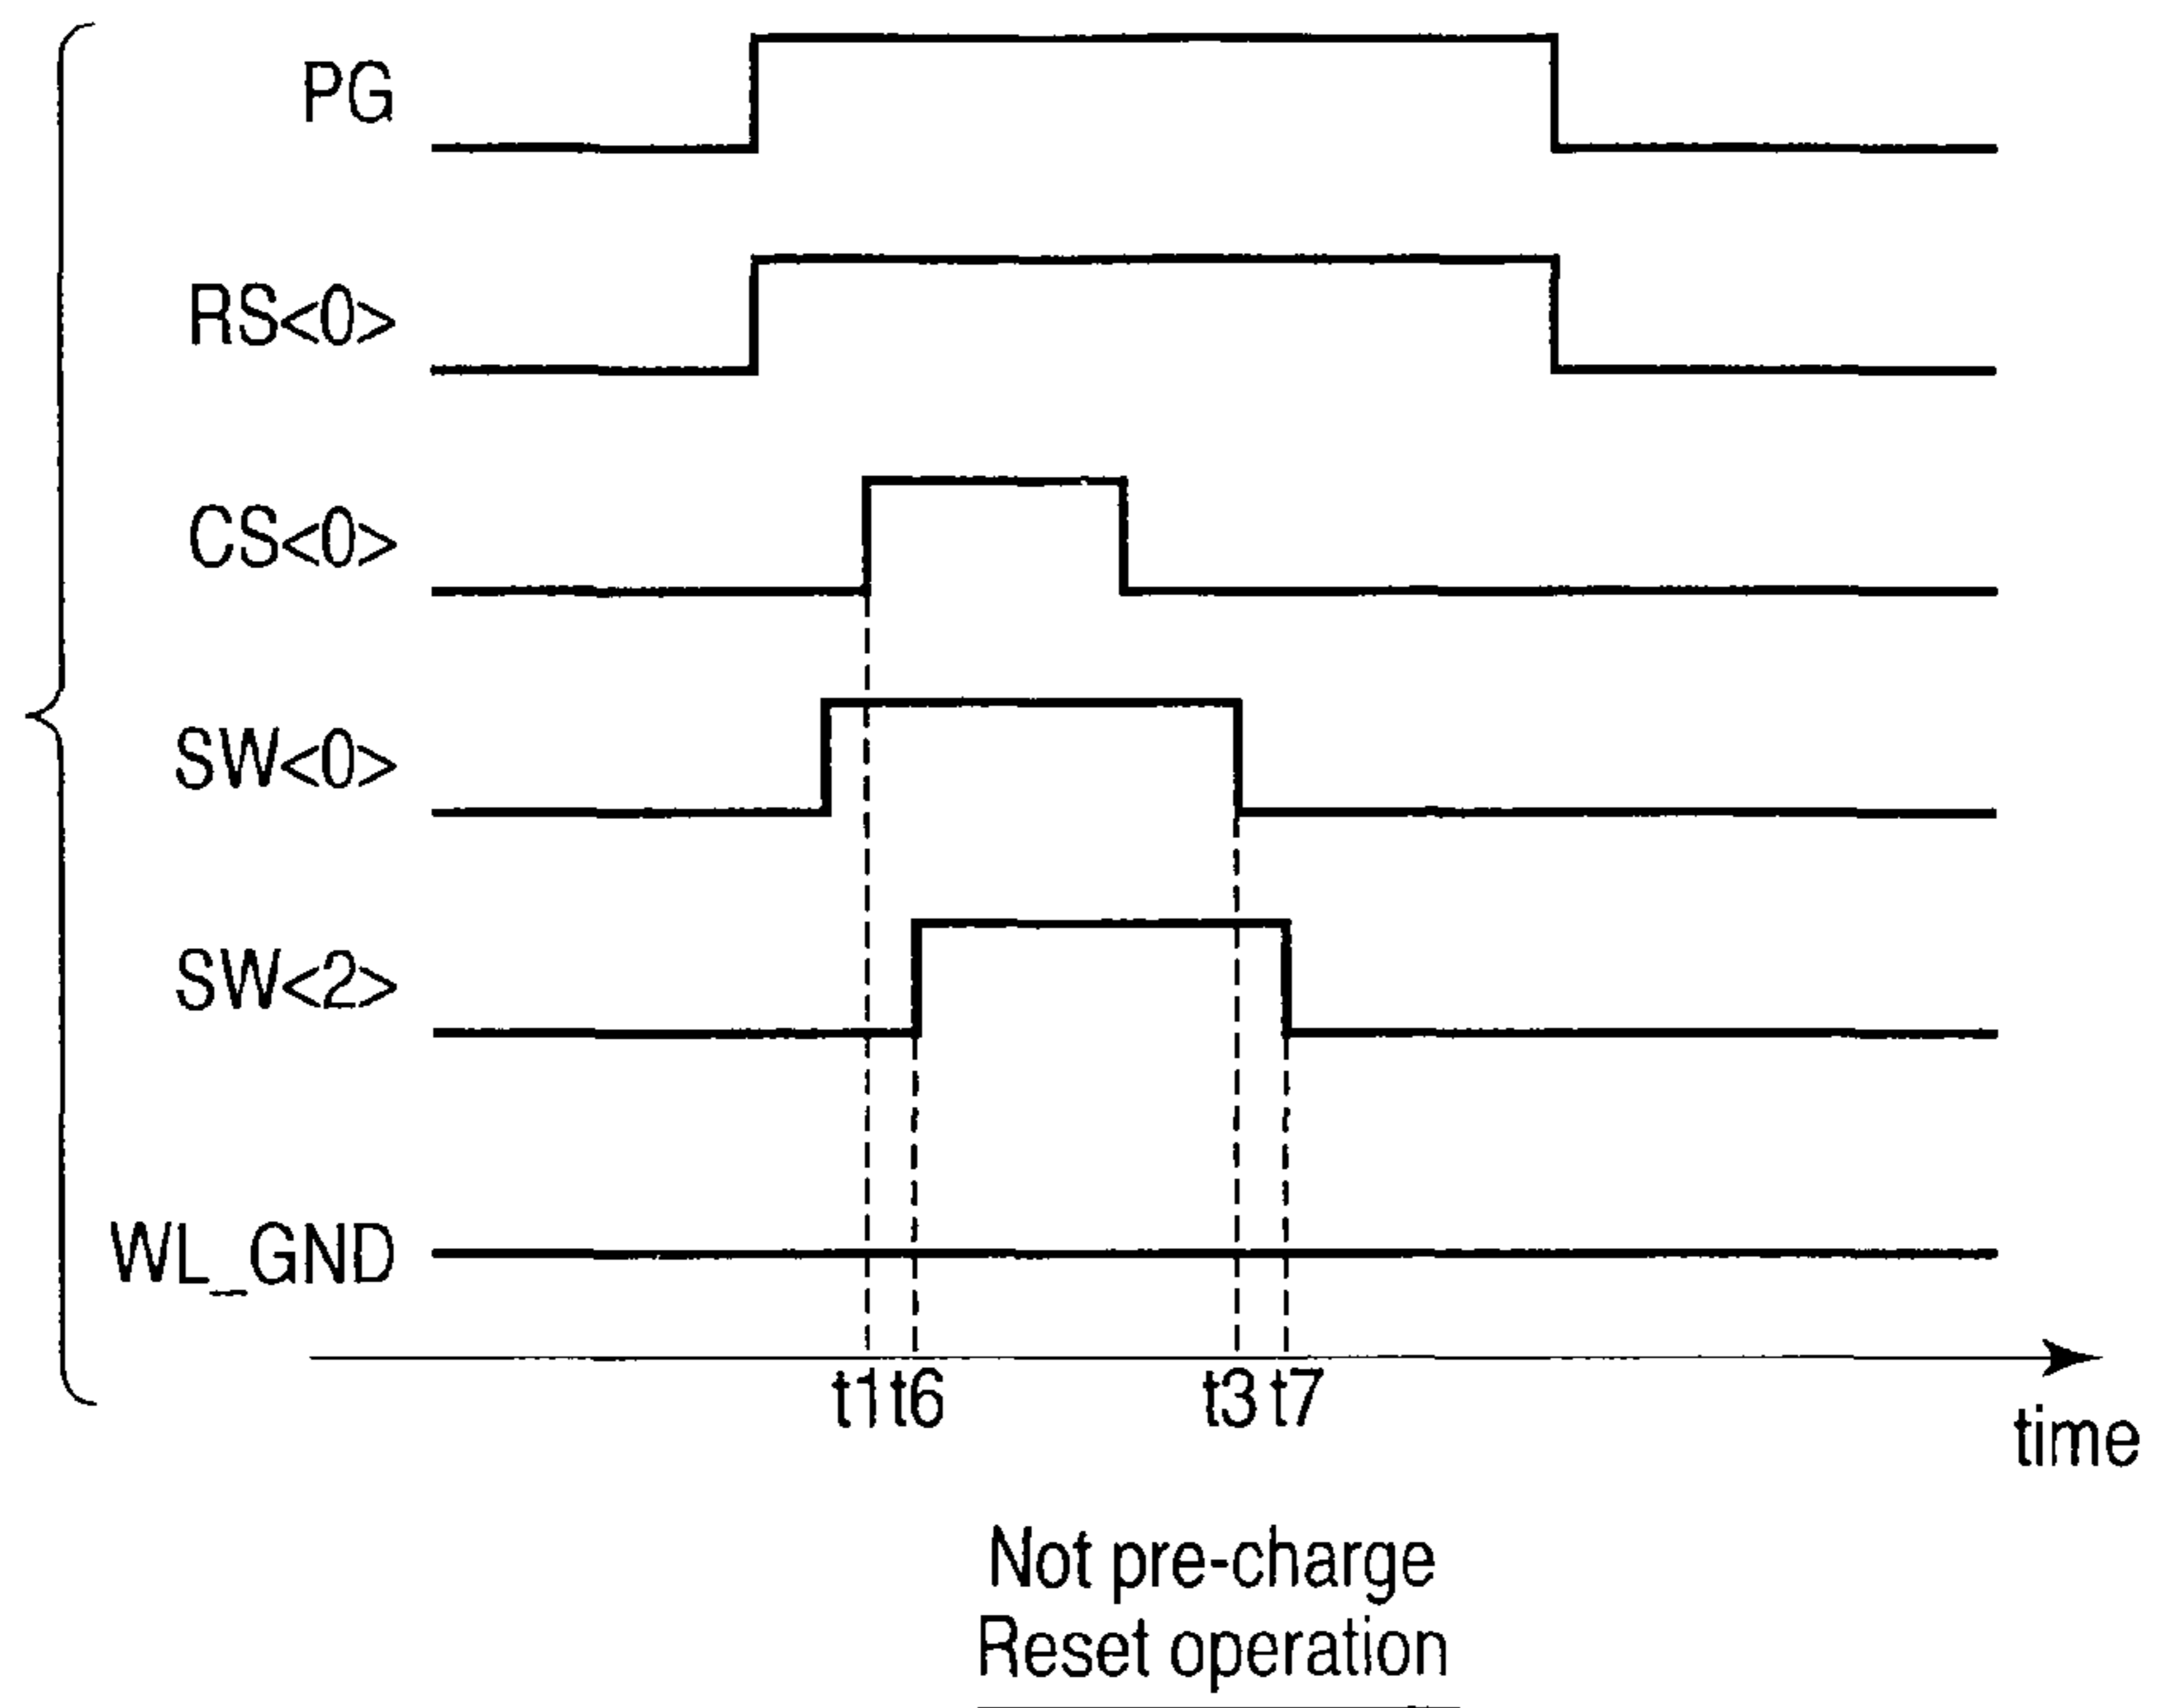 PG
RS<0>
CS<0>
SW<0>
SW<2>
WL_GND
t1 t6 t3 t7
time
Not pre-charge
Reset operation